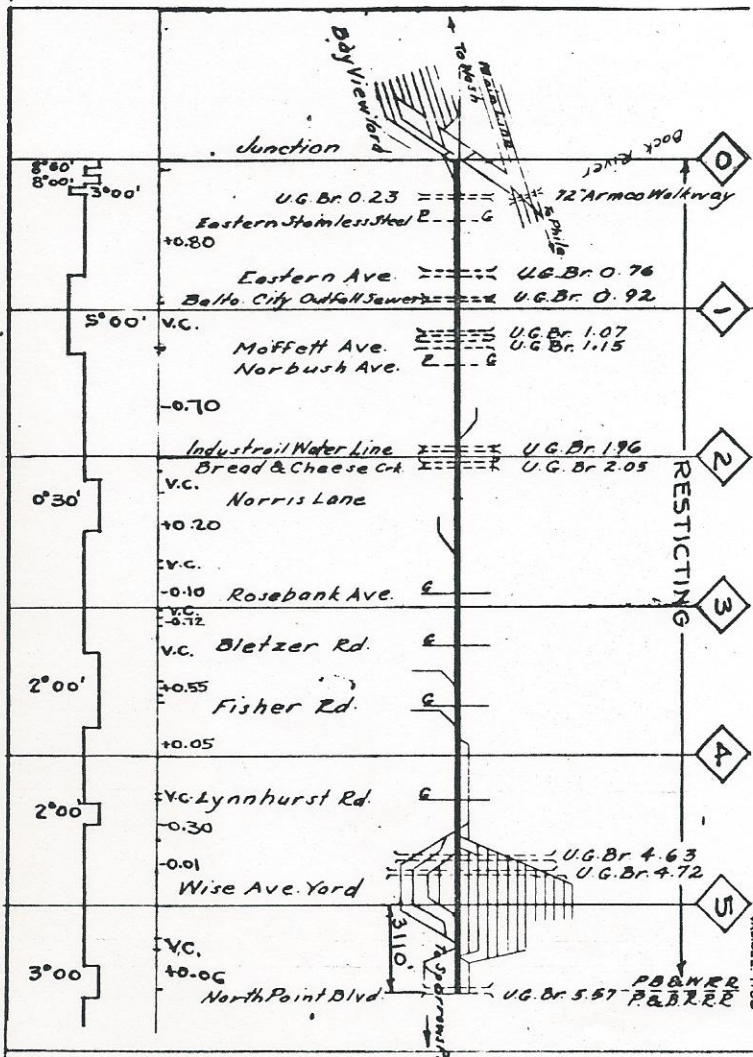 Bay View Yard
To Wash
Main Line
To Phila.
Back River
0
Junction
8°60'
8°00'
3°00'
U.G. Br. 0.23
72" Armco Walkway
Eastern Stainless Steel P G
+0.80
Eastern Ave. U.G. Br. 0.76
Balto. City Outfall Sewer U.G. Br. 0.92
1
5°60'
V.C.
U.G. Br. 1.07
Moffett Ave. U.G. Br. 1.15
Norbush Ave. P G
-0.70
Industrail Water Line U.G. Br. 1.96
2
Bread & Cheese Crk. U.G. Br. 2.05
V.C.
0°30'
Norris Lane
+0.20
RESTICTING
V.C.
-0.10 Rosebank Ave. G
3
V.C.
-0.72
V.C. Bletzer Rd. G
2°00'
+0.55
Fisher Rd. G
+0.05
4
2°00'
V.C. Lynnhurst Rd. G
-0.30
U.G. Br. 4.63
-0.01
U.G. Br. 4.72
Wise Ave. Yard
5
3110'
V.C.
3°00'
+0.06
North Point Blvd. U.G. Br. 5.57
P.B.&W.R.R.
P.&B.R.R.R.